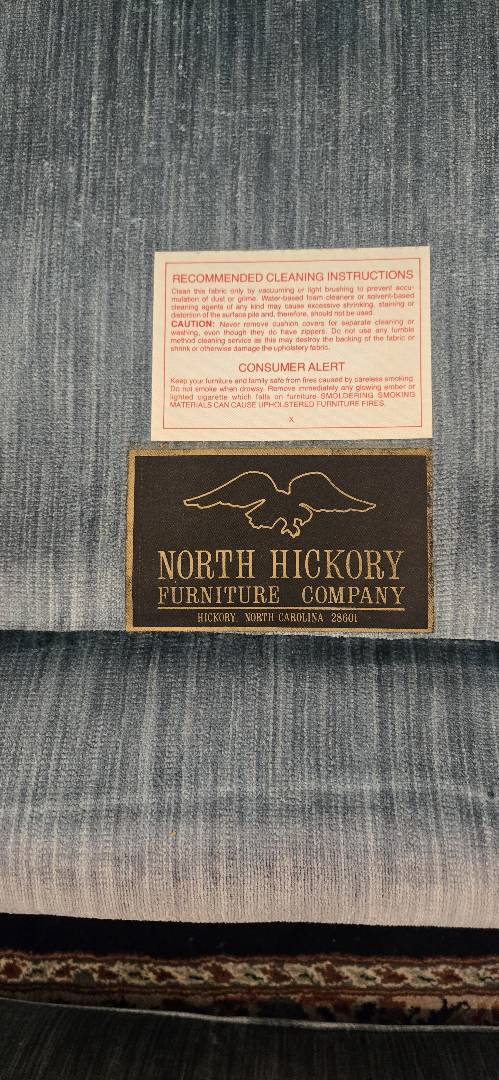 RECOMMENDED CLEANING INSTRUCTIONS
Clean this fabric only by vacuuming or light brushing to prevent accu-
mulation of dust or grime. Water-based foam cleaners or solvent-based
cleaning agents of any kind may cause excessive shrinking, staining or
distortion of the surface pile and, therefore, should not be used.
CAUTION: Never remove cushion covers for separate cleaning or
washing, even though they do have zippers. Do not use any tumble
method cleaning service as this may destroy the backing of the fabric or
shrink or otherwise damage the upholstery fabric.
CONSUMER ALERT
Keep your furniture and family safe from fires caused by careless smoking.
Do not smoke when drowsy. Remove immediately any glowing ember or
lighted cigarette which falls on furniture. SMOLDERING SMOKING
MATERIALS CAN CAUSE UPHOLSTERED FURNITURE FIRES.
X
NORTH HICKORY
FURNITURE COMPANY
HICKORY, NORTH CAROLINA 28601